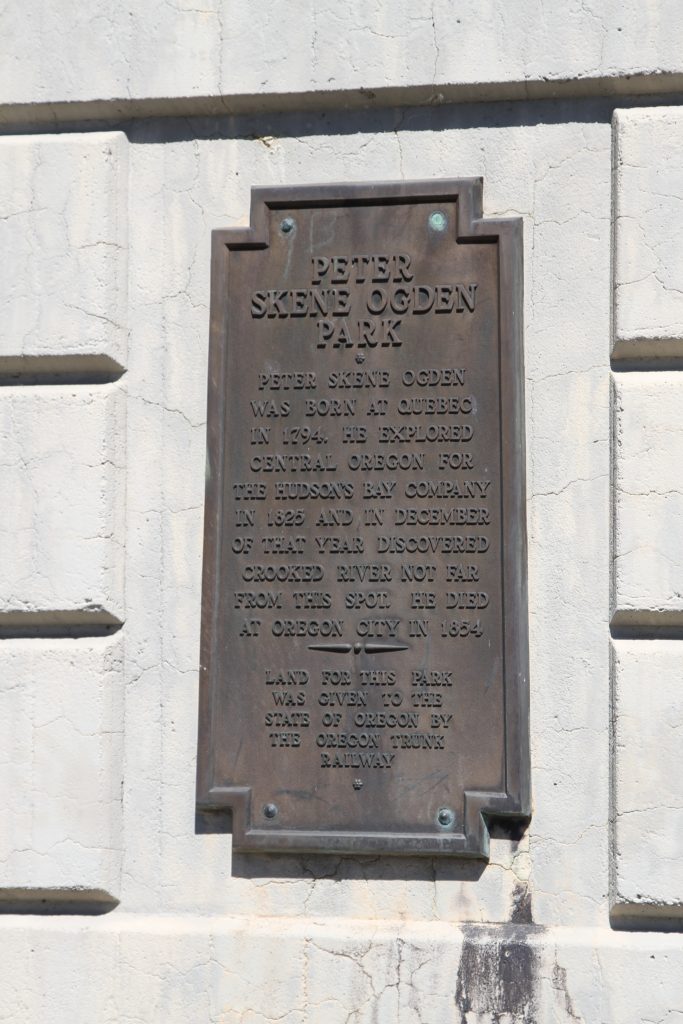 PETER
SKENE OGDEN
PARK
PETER SKENE OGDEN
WAS BORN AT QUEBEC
IN 1794. HE EXPLORED
CENTRAL OREGON FOR
THE HUDSON'S BAY COMPANY
IN 1825 AND IN DECEMBER
OF THAT YEAR DISCOVERED
CROOKED RIVER NOT FAR
FROM THIS SPOT. HE DIED
AT OREGON CITY IN 1854
LAND FOR THIS PARK
WAS GIVEN TO THE
STATE OF OREGON BY
THE OREGON TRUNK
RAILWAY